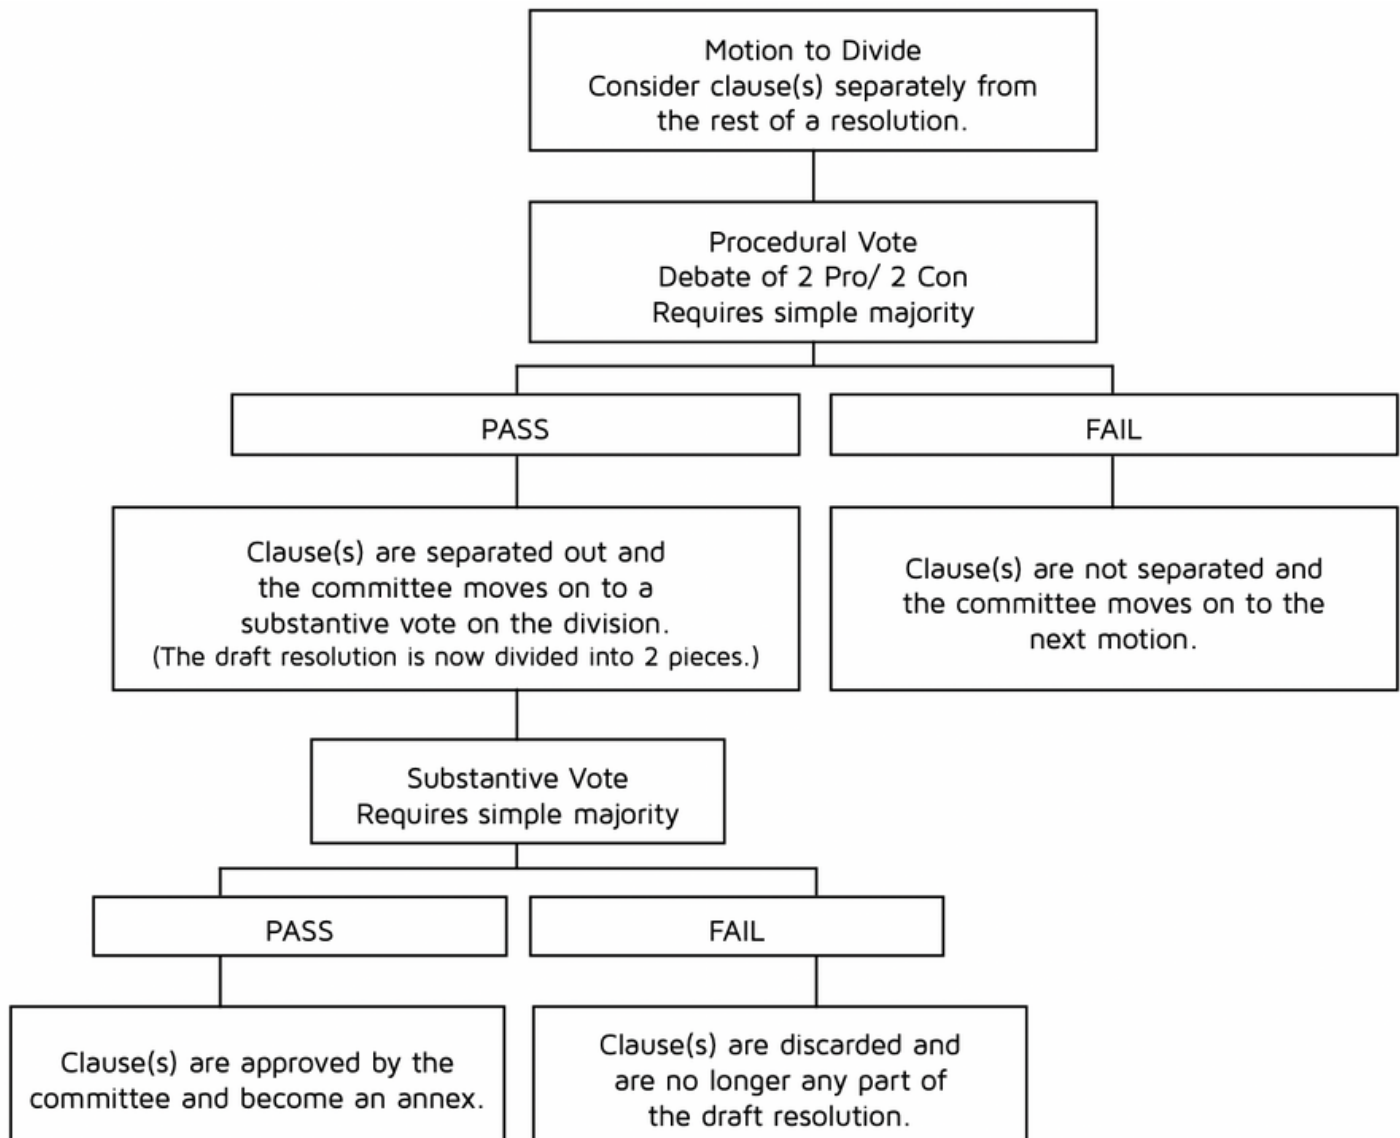 Motion to Divide
Consider clause(s) separately from
the rest of a resolution.
Procedural Vote
Debate of 2 Pro/ 2 Con
Requires simple majority
PASS
FAIL
Clause(s) are separated out and
the committee moves on to a
substantive vote on the division.
(The draft resolution is now divided into 2 pieces.)
Clause(s) are not separated and
the committee moves on to the
next motion.
Substantive Vote
Requires simple majority
PASS
FAIL
Clause(s) are approved by the
committee and become an annex.
Clause(s) are discarded and
are no longer any part of
the draft resolution.